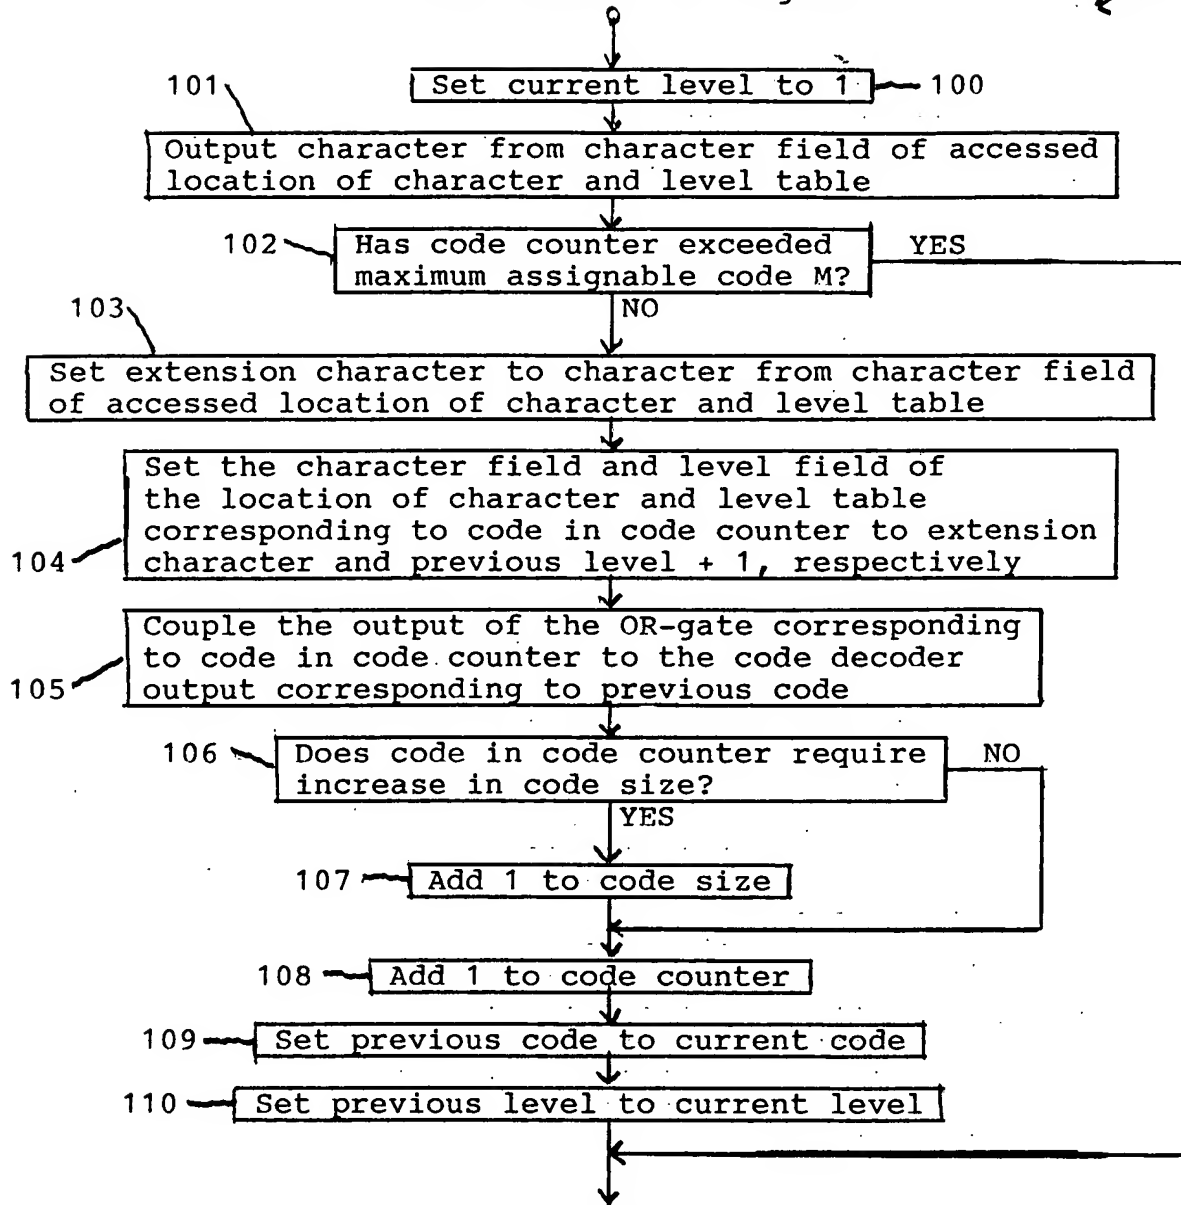 Set current level to 1
100
101
Output character from character field of accessed
location of character and level table
102
Has code counter exceeded
maximum assignable code M?
YES
NO
103
Set extension character to character from character field
of accessed location of character and level table
Set the character field and level field of
the location of character and level table
corresponding to code in code counter to extension
character and previous level + 1, respectively
104
Couple the output of the OR-gate corresponding
to code in code counter to the code decoder
output corresponding to previous code
105
106
Does code in code counter require
increase in code size?
NO
YES
107
Add 1 to code size
108
Add 1 to code counter
109
Set previous code to current code
110
Set previous level to current level